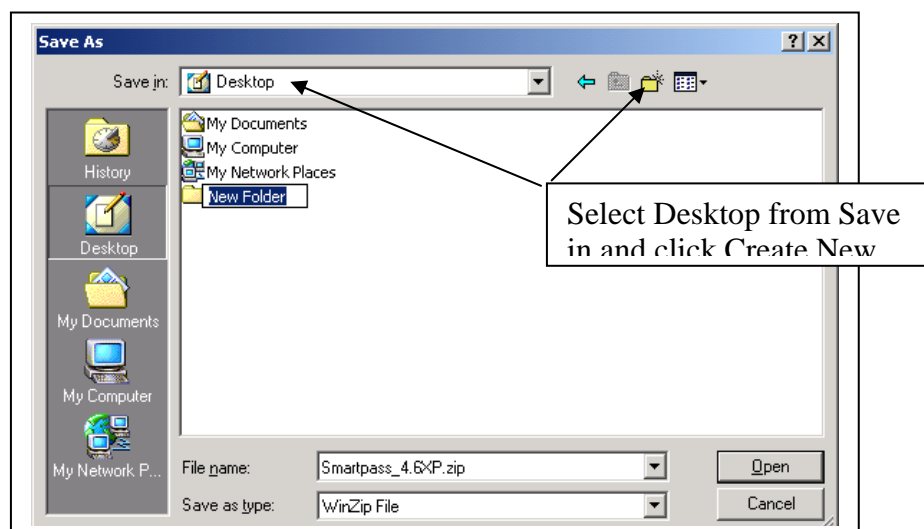 Save As
Save in:
Desktop
My Documents
My Computer
My Network Places
New Folder
History
Desktop
My Documents
My Computer
My Network P...
Select Desktop from Save
in and click Create New
File name:
Smartpass_4.6XP.zip
Open
Save as type:
WinZip File
Cancel